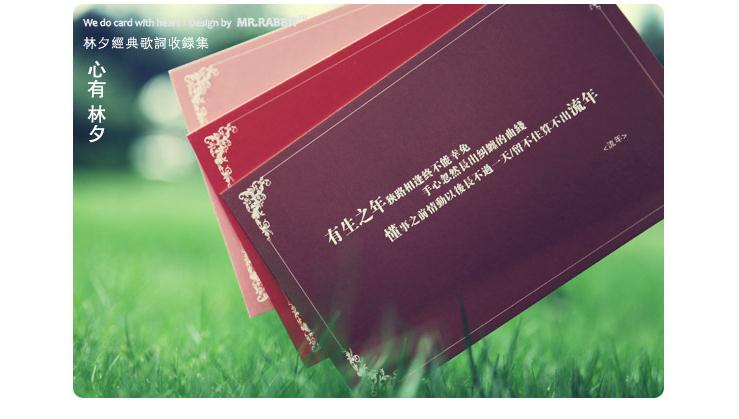 We do card with heart . Design by MR.RABBIT
林夕經典歌詞收錄集
心有 林夕
有生之年狹路相逢終不能幸免
手心忽然長出糾纏的曲綫
懂事之前情動以後長不過一天/留不住算不出流年
<流年>